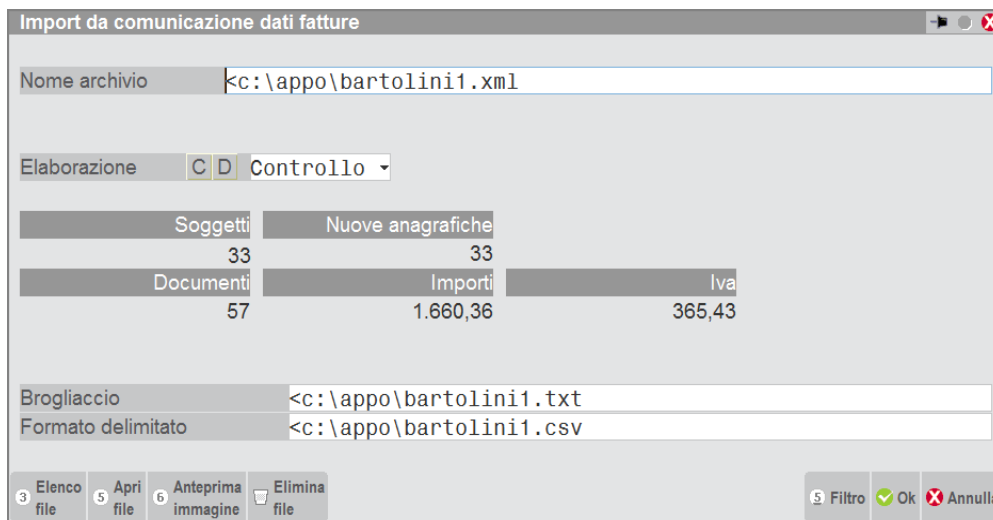 Import da comunicazione dati fatture
Nome archivio <c:\appo\bartolini1.xml
Elaborazione C D Controllo
Soggetti Nuove anagrafiche
33 33
Documenti Importi Iva
57 1.660,36 365,43
Brogliaccio <c:\appo\bartolini1.txt
Formato delimitato <c:\appo\bartolini1.csv
3 Elenco file 5 Apri file 6 Anteprima immagine Elimina file 5 Filtro Ok Annulla